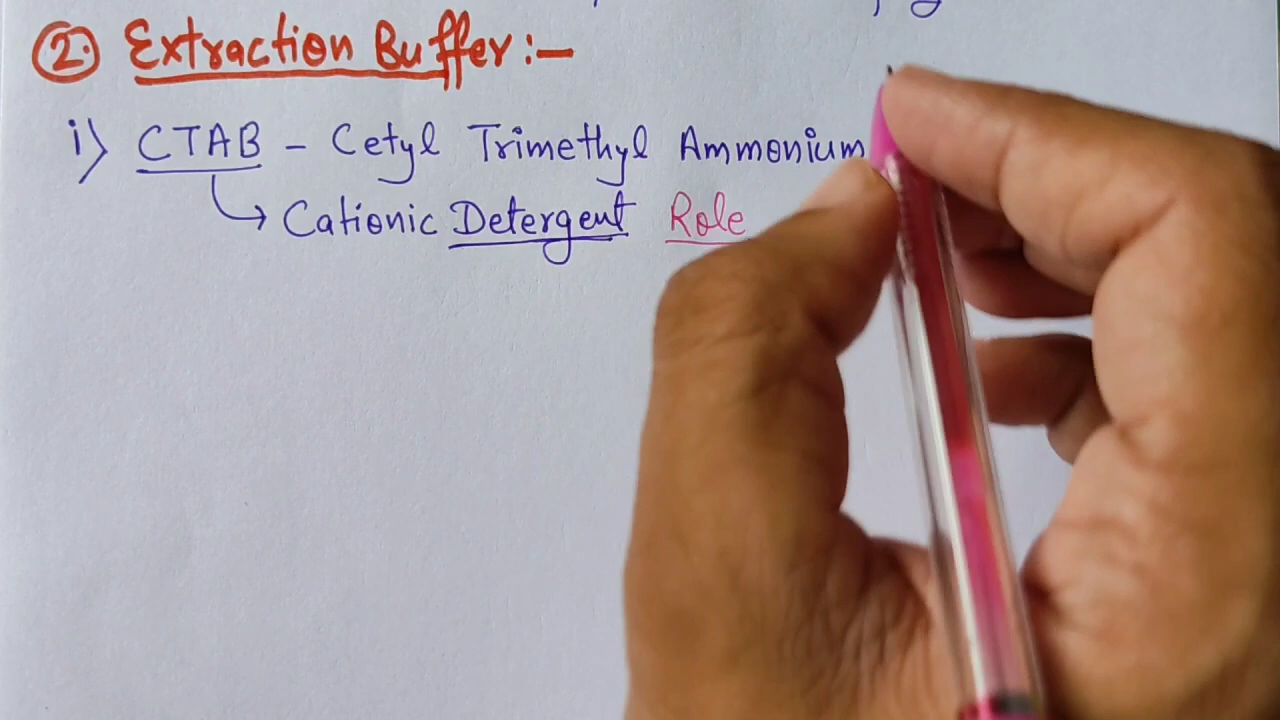 2. Extraction Buffer:-
i) CTAB - Cetyl Trimethyl Ammonium
Cationic Detergent Role